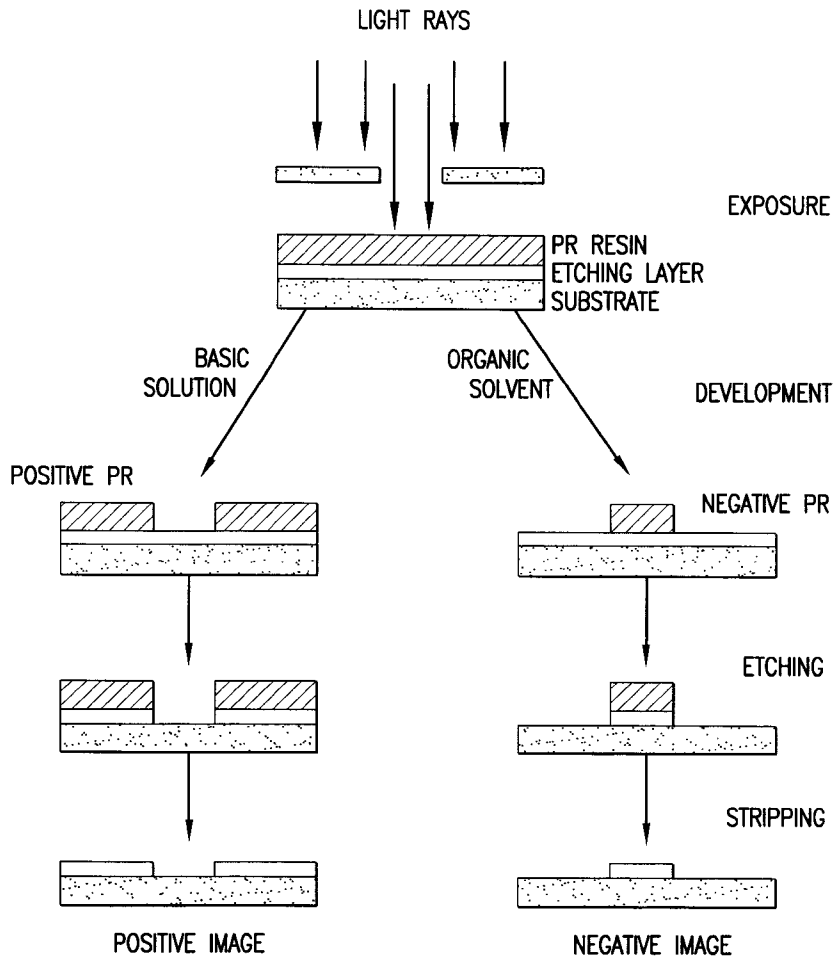 LIGHT RAYS
EXPOSURE
PR RESIN
ETCHING LAYER
SUBSTRATE
BASIC
SOLUTION
ORGANIC
SOLVENT
DEVELOPMENT
POSITIVE PR
NEGATIVE PR
ETCHING
STRIPPING
POSITIVE IMAGE
NEGATIVE IMAGE